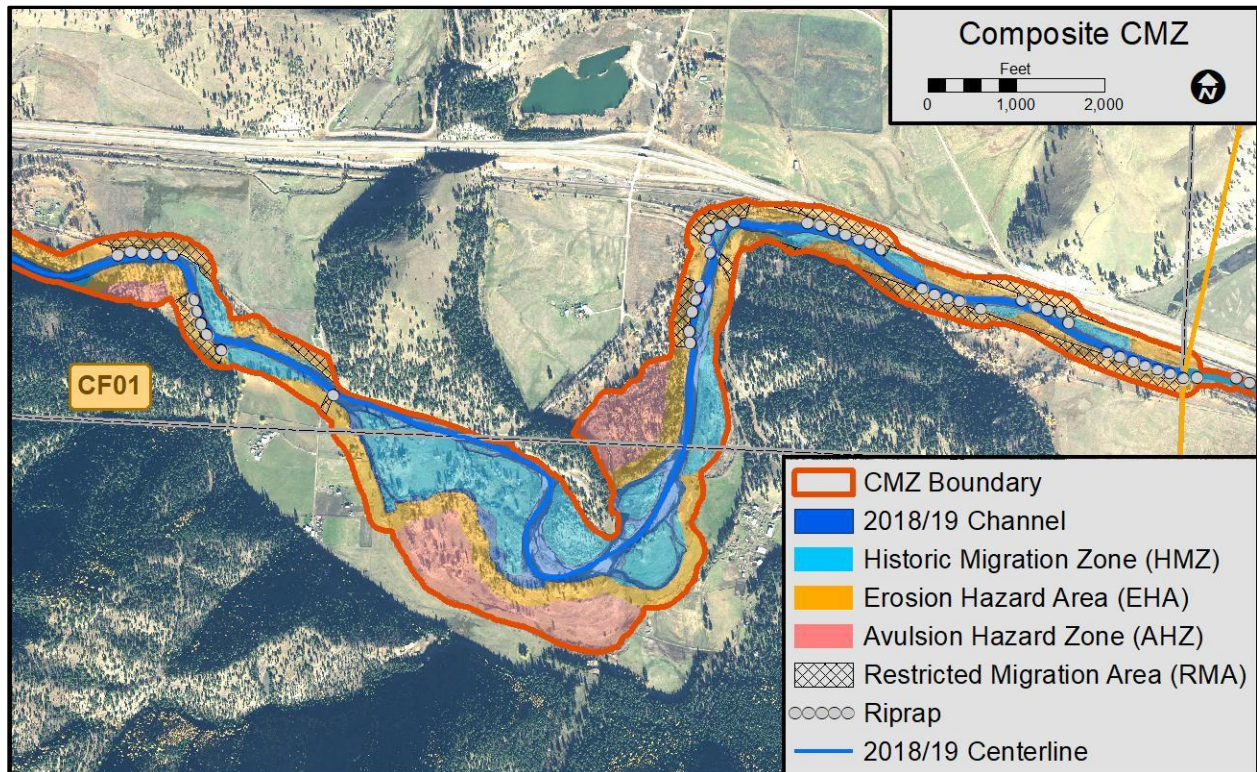 Composite CMZ
Feet
0 1,000 2,000
N
CF01
CMZ Boundary
2018/19 Channel
Historic Migration Zone (HMZ)
Erosion Hazard Area (EHA)
Avulsion Hazard Zone (AHZ)
Restricted Migration Area (RMA)
Riprap
2018/19 Centerline